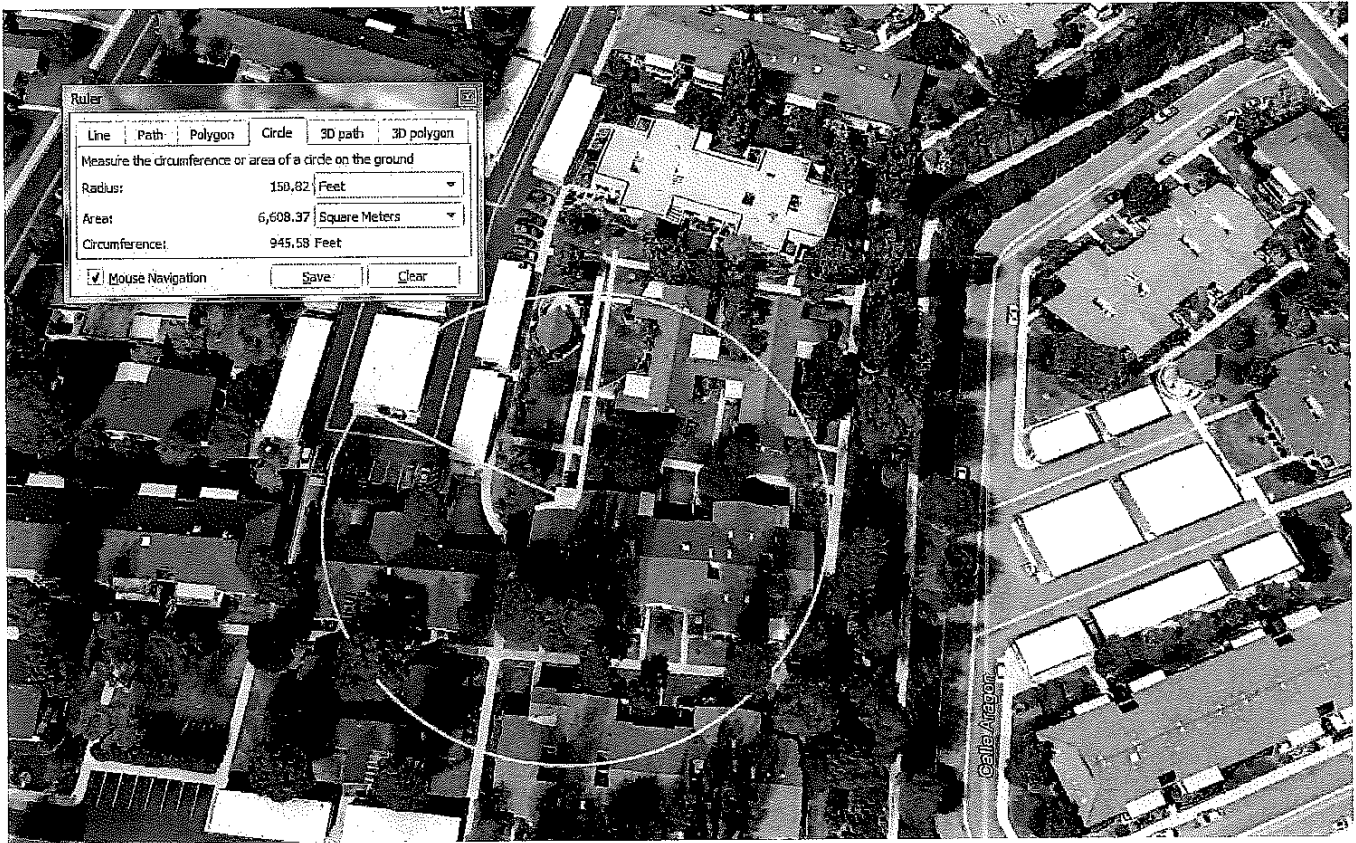 Ruler
Line Path Polygon Circle 3D path 3D polygon
Measure the circumference or area of a circle on the ground
Radius: 150.82 Feet
Area: 6,608.37 Square Meters
Circumference: 945.58 Feet
Mouse Navigation Save Clear
Calle Aragon